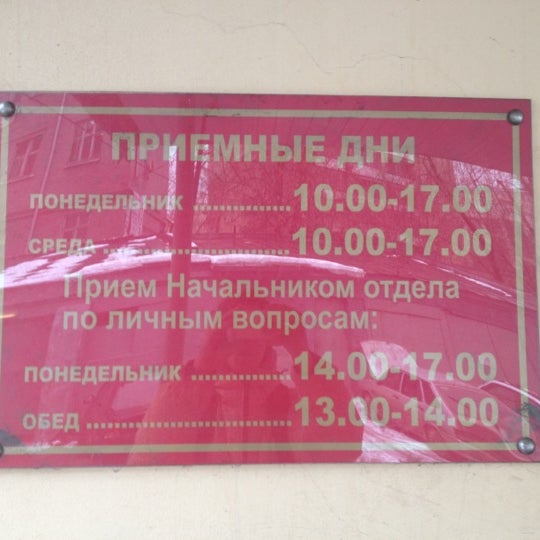 ПРИЕМНЫЕ ДНИ
ПОНЕДЕЛЬНИК ................ 10.00-17.00
СРЕДА .............................. 10.00-17.00
Прием Начальником отдела
по личным вопросам:
ПОНЕДЕЛЬНИК ................ 14.00-17.00
ОБЕД ................................ 13.00-14.00